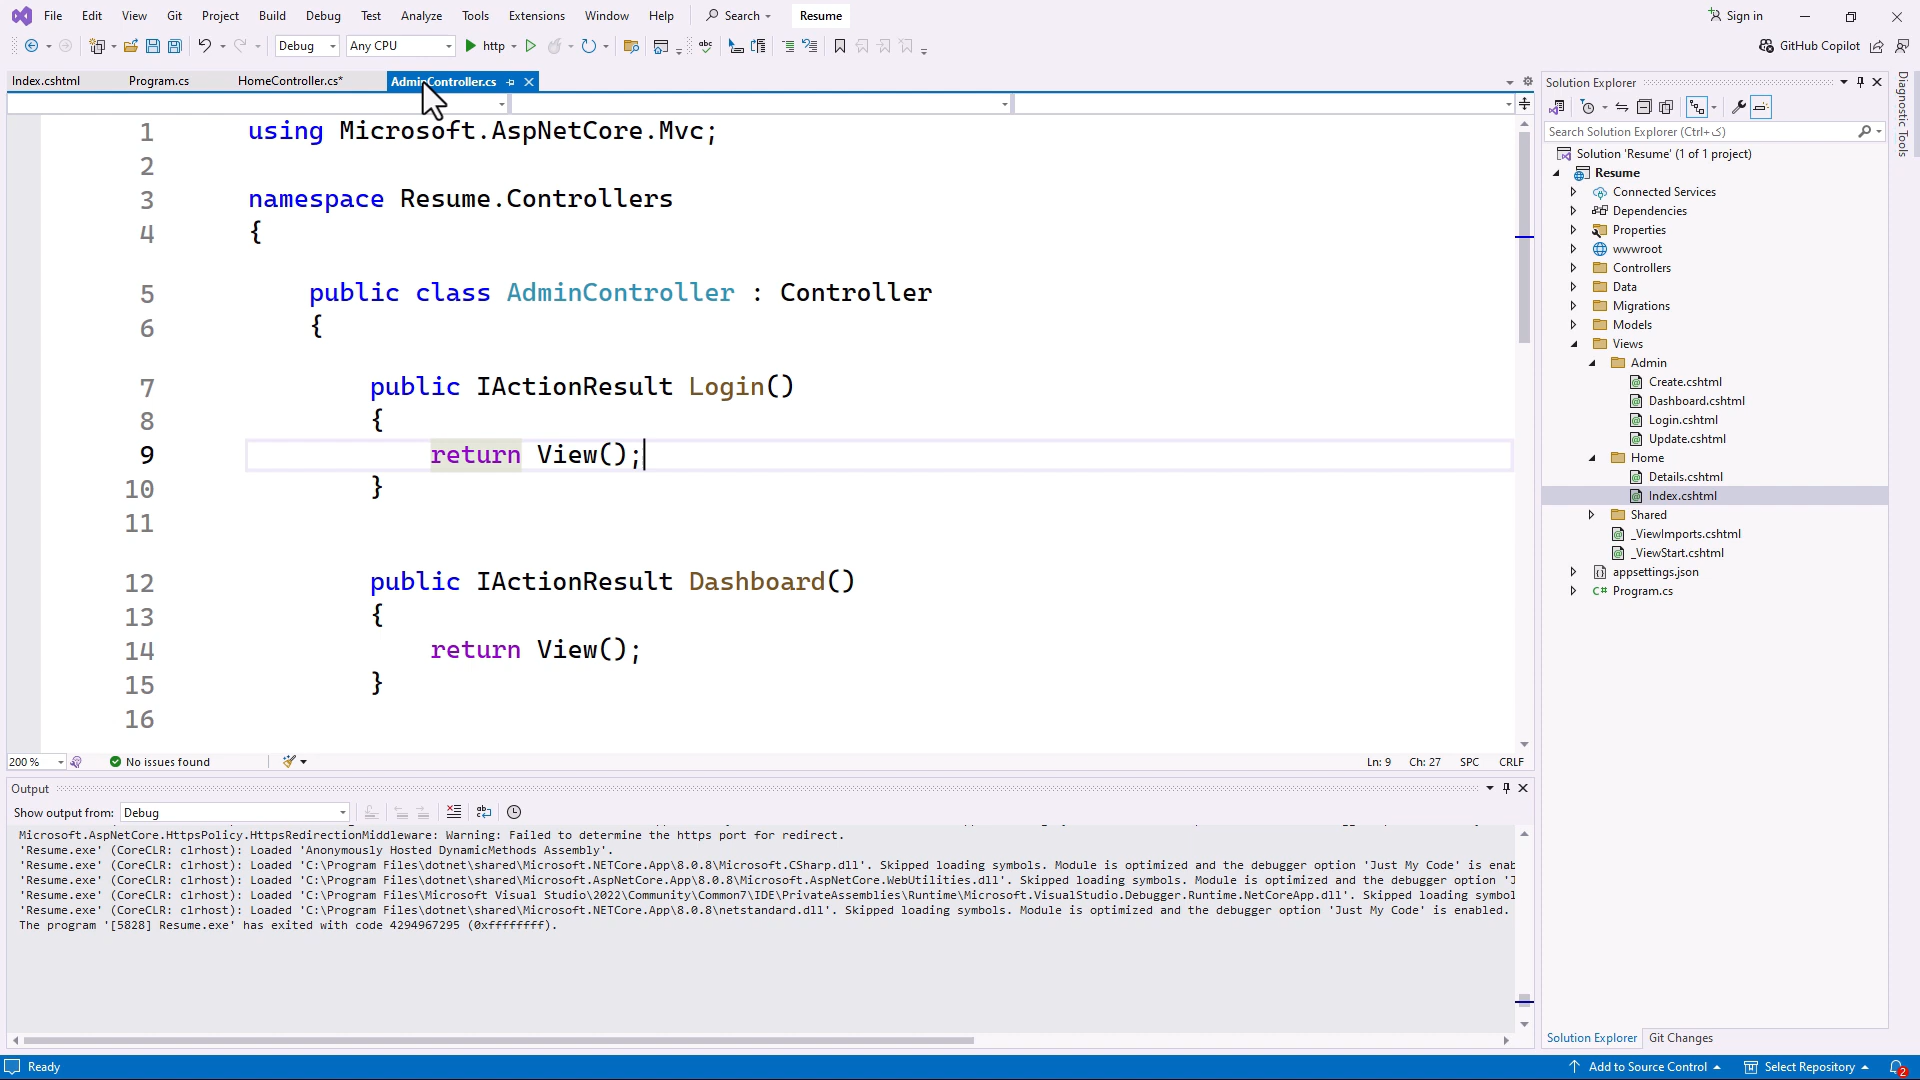 File Edit View Git Project Build Debug Test Analyze Tools Extensions Window Help Search Resume Sign in
Debug Any CPU http GitHub Copilot
Index.cshtml Program.cs HomeController.cs* AdminController.cs
1 using Microsoft.AspNetCore.Mvc;
2
3 namespace Resume.Controllers
4 {
5 public class AdminController : Controller
6 {
7 public IActionResult Login()
8 {
9 return View();
10 }
11
12 public IActionResult Dashboard()
13 {
14 return View();
15 }
16
200 % No issues found Ln: 9 Ch: 27 SPC CRLF
Output
Show output from: Debug
Microsoft.AspNetCore.HttpsPolicy.HttpsRedirectionMiddleware: Warning: Failed to determine the https port for redirect.
'Resume.exe' (CoreCLR: clrhost): Loaded 'Anonymously Hosted DynamicMethods Assembly'.
'Resume.exe' (CoreCLR: clrhost): Loaded 'C:\Program Files\dotnet\shared\Microsoft.NETCore.App\8.0.8\Microsoft.CSharp.dll'. Skipped loading symbols. Module is optimized and the debugger option 'Just My Code' is enab
'Resume.exe' (CoreCLR: clrhost): Loaded 'C:\Program Files\dotnet\shared\Microsoft.AspNetCore.App\8.0.8\Microsoft.AspNetCore.WebUtilities.dll'. Skipped loading symbols. Module is optimized and the debugger option 'J
'Resume.exe' (CoreCLR: clrhost): Loaded 'C:\Program Files\Microsoft Visual Studio\2022\Community\Common7\IDE\PrivateAssemblies\Runtime\Microsoft.VisualStudio.Debugger.Runtime.NetCoreApp.dll'. Skipped loading symbol
'Resume.exe' (CoreCLR: clrhost): Loaded 'C:\Program Files\dotnet\shared\Microsoft.NETCore.App\8.0.8\netstandard.dll'. Skipped loading symbols. Module is optimized and the debugger option 'Just My Code' is enabled.
The program '[5828] Resume.exe' has exited with code 4294967295 (0xffffffff).
Solution Explorer
Search Solution Explorer (Ctrl+ک)
Solution 'Resume' (1 of 1 project)
Resume
Connected Services
Dependencies
Properties
wwwroot
Controllers
Data
Migrations
Models
Views
Admin
Create.cshtml
Dashboard.cshtml
Login.cshtml
Update.cshtml
Home
Details.cshtml
Index.cshtml
Shared
_ViewImports.cshtml
_ViewStart.cshtml
appsettings.json
C# Program.cs
Solution Explorer Git Changes
Diagnostic Tools
Ready Add to Source Control Select Repository 2